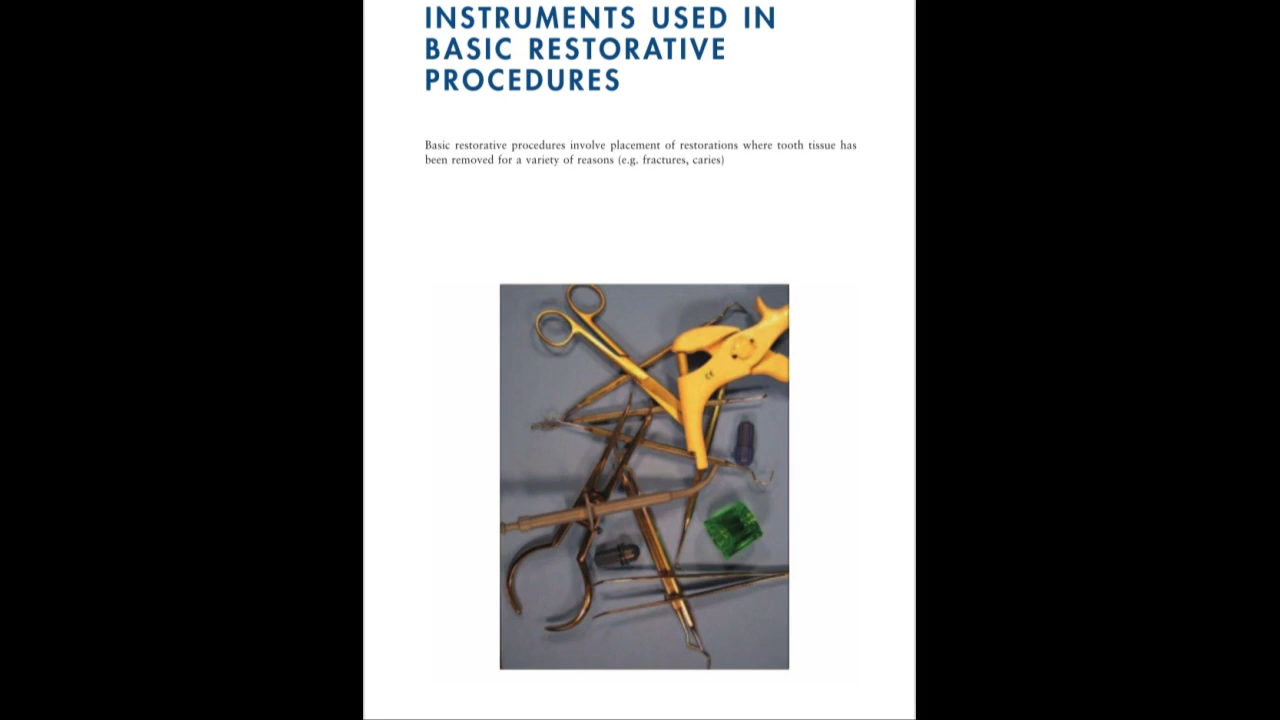 INSTRUMENTS USED IN
BASIC RESTORATIVE
PROCEDURES
Basic restorative procedures involve placement of restorations where tooth tissue has
been removed for a variety of reasons (e.g. fractures, caries)
CE